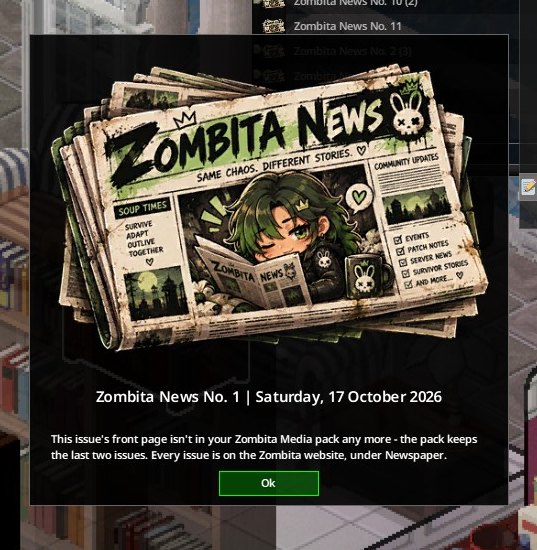 Zombita News No. 10 (2)
Zombita News No. 11
Zombita News No. 2 (3)
ZOMBITA NEWS
SAME CHAOS. DIFFERENT STORIES.
SOUP TIMES
SURVIVE
ADAPT
OUTLIVE
TOGETHER
ZOMBITA NEWS
COMMUNITY UPDATES
EVENTS
PATCH NOTES
SERVER NEWS
SURVIVOR STORIES
AND MORE...
Zombita News No. 1 | Saturday, 17 October 2026
This issue's front page isn't in your Zombita Media pack any more - the pack keeps
the last two issues. Every issue is on the Zombita website, under Newspaper.
Ok